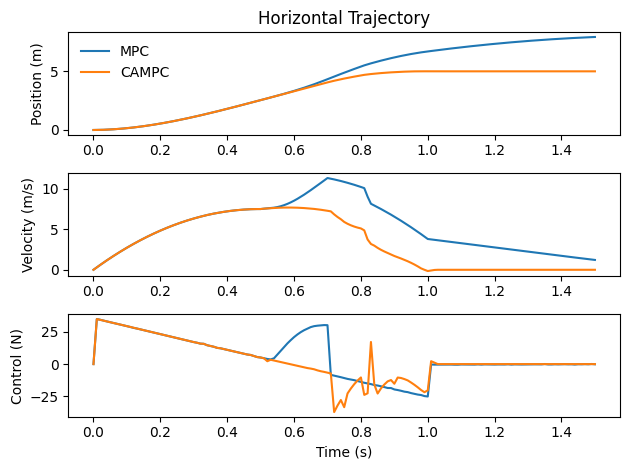 Horizontal Trajectory
Position (m)
5
0
MPC
CAMPC
0.0 0.2 0.4 0.6 0.8 1.0 1.2 1.4
Velocity (m/s)
10
5
0
0.0 0.2 0.4 0.6 0.8 1.0 1.2 1.4
Control (N)
25
0
−25
0.0 0.2 0.4 0.6 0.8 1.0 1.2 1.4
Time (s)